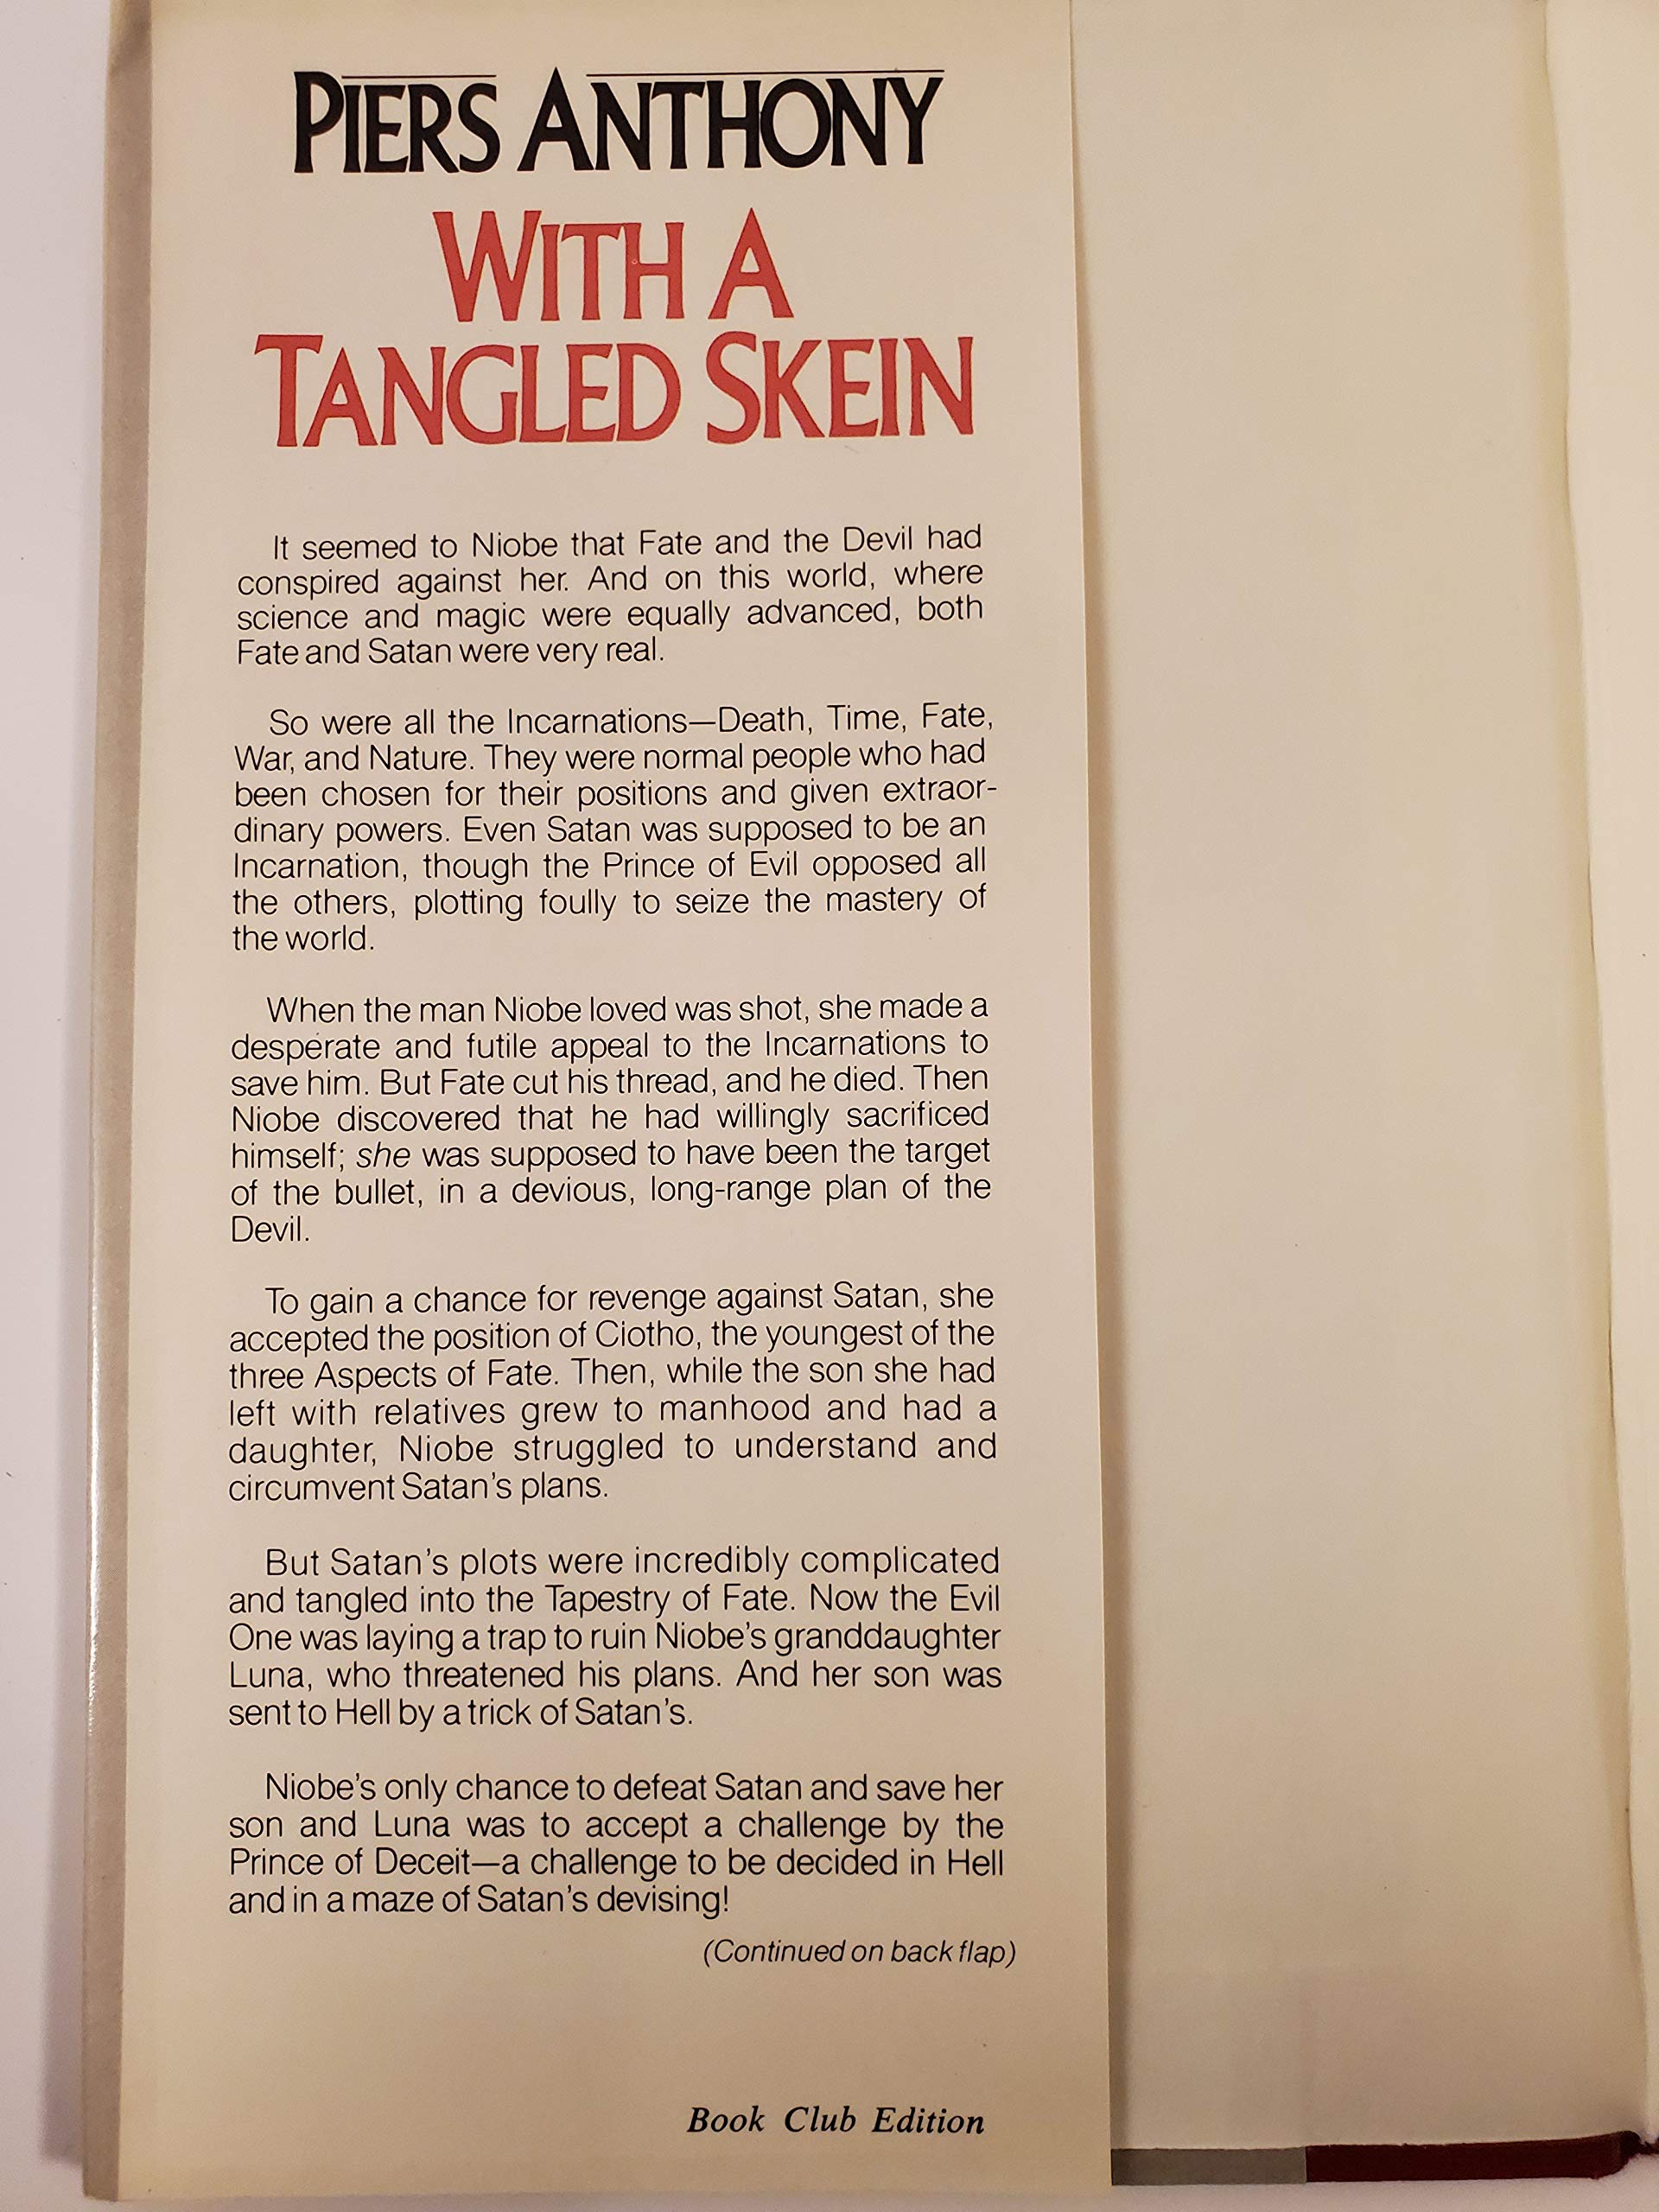 PIERS ANTHONY
WITH A
TANGLED SKEIN
It seemed to Niobe that Fate and the Devil had
conspired against her. And on this world, where
science and magic were equally advanced, both
Fate and Satan were very real.
So were all the Incarnations—Death, Time, Fate,
War, and Nature. They were normal people who had
been chosen for their positions and given extraor-
dinary powers. Even Satan was supposed to be an
Incarnation, though the Prince of Evil opposed all
the others, plotting foully to seize the mastery of
the world.
When the man Niobe loved was shot, she made a
desperate and futile appeal to the Incarnations to
save him. But Fate cut his thread, and he died. Then
Niobe discovered that he had willingly sacrificed
himself; she was supposed to have been the target
of the bullet, in a devious, long-range plan of the
Devil.
To gain a chance for revenge against Satan, she
accepted the position of Ciotho, the youngest of the
three Aspects of Fate. Then, while the son she had
left with relatives grew to manhood and had a
daughter, Niobe struggled to understand and
circumvent Satan's plans.
But Satan's plots were incredibly complicated
and tangled into the Tapestry of Fate. Now the Evil
One was laying a trap to ruin Niobe's granddaughter
Luna, who threatened his plans. And her son was
sent to Hell by a trick of Satan's.
Niobe's only chance to defeat Satan and save her
son and Luna was to accept a challenge by the
Prince of Deceit—a challenge to be decided in Hell
and in a maze of Satan's devising!
(Continued on back flap)
Book Club Edition